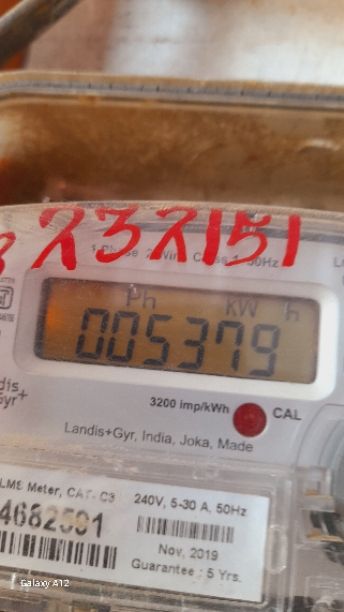 232151
1 Phase 2 Wire Class 1 50Hz
Ph kW h
005379
3200 imp/kWh CAL
Landis+Gyr, India, Joka, Made
Meter, CAT. C3
240V, 5-30 A, 50Hz
Nov, 2019
Guarantee : 5 Yrs.
Galaxy A12